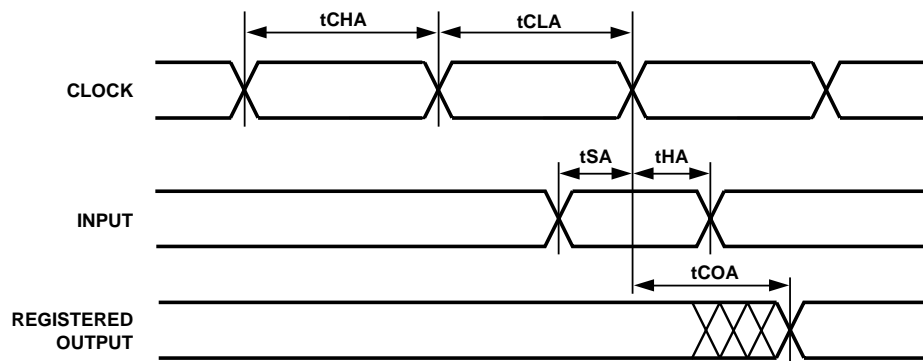 tCHA tCLA
CLOCK
tSA tHA
INPUT
tCOA
REGISTERED
OUTPUT